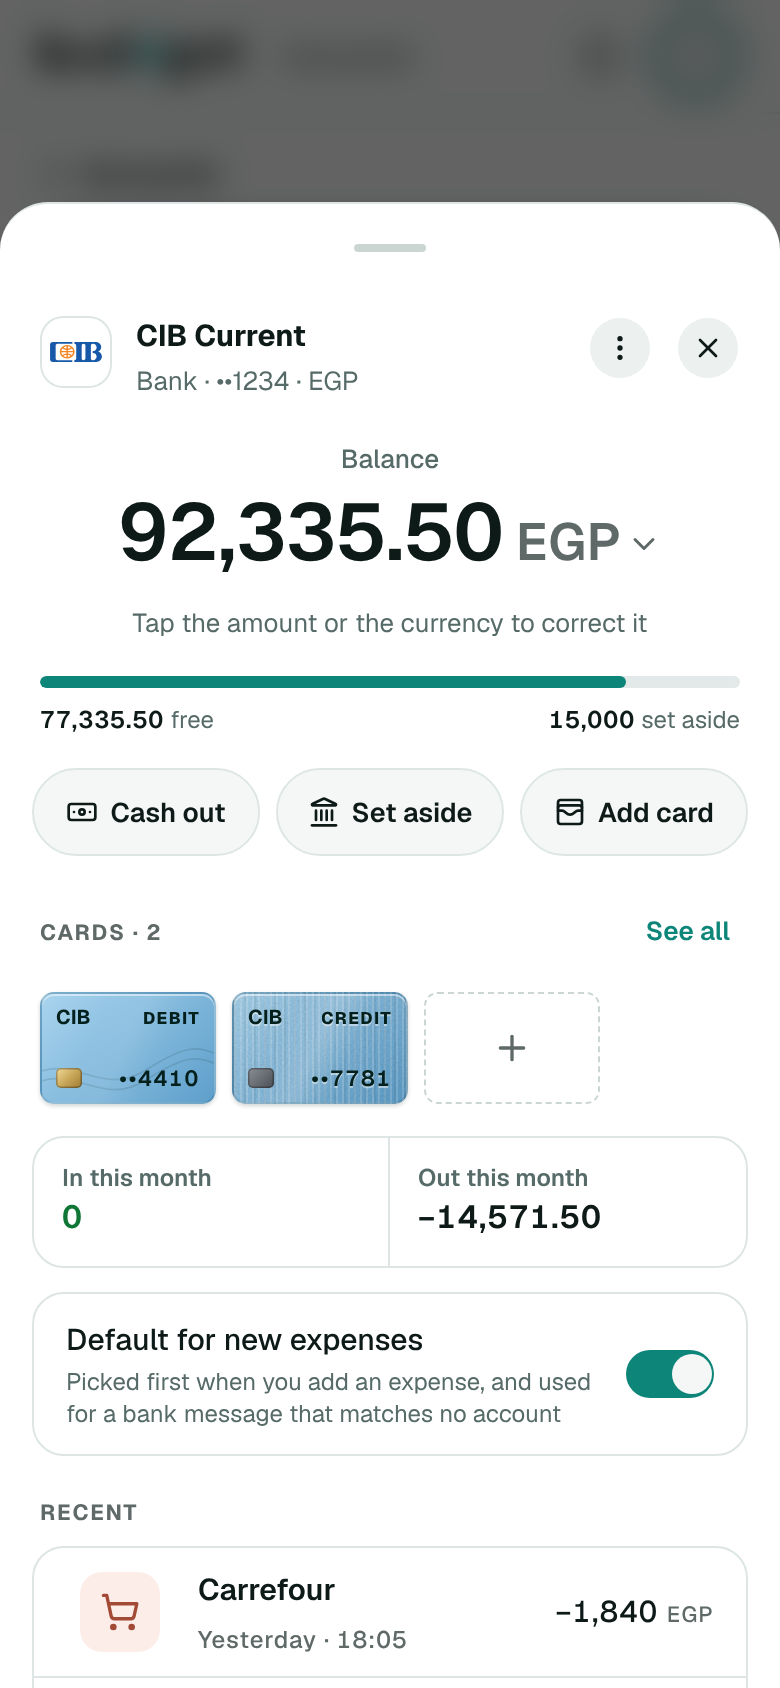 CIB
CIB Current
Bank · ••1234 · EGP
Balance
92,335.50 EGP
Tap the amount or the currency to correct it
77,335.50 free
15,000 set aside
Cash out
Set aside
Add card
CARDS · 2
See all
CIB DEBIT
••4410
CIB CREDIT
••7781
In this month
0
Out this month
−14,571.50
Default for new expenses
Picked first when you add an expense, and used
for a bank message that matches no account
RECENT
Carrefour
−1,840 EGP
Yesterday · 18:05